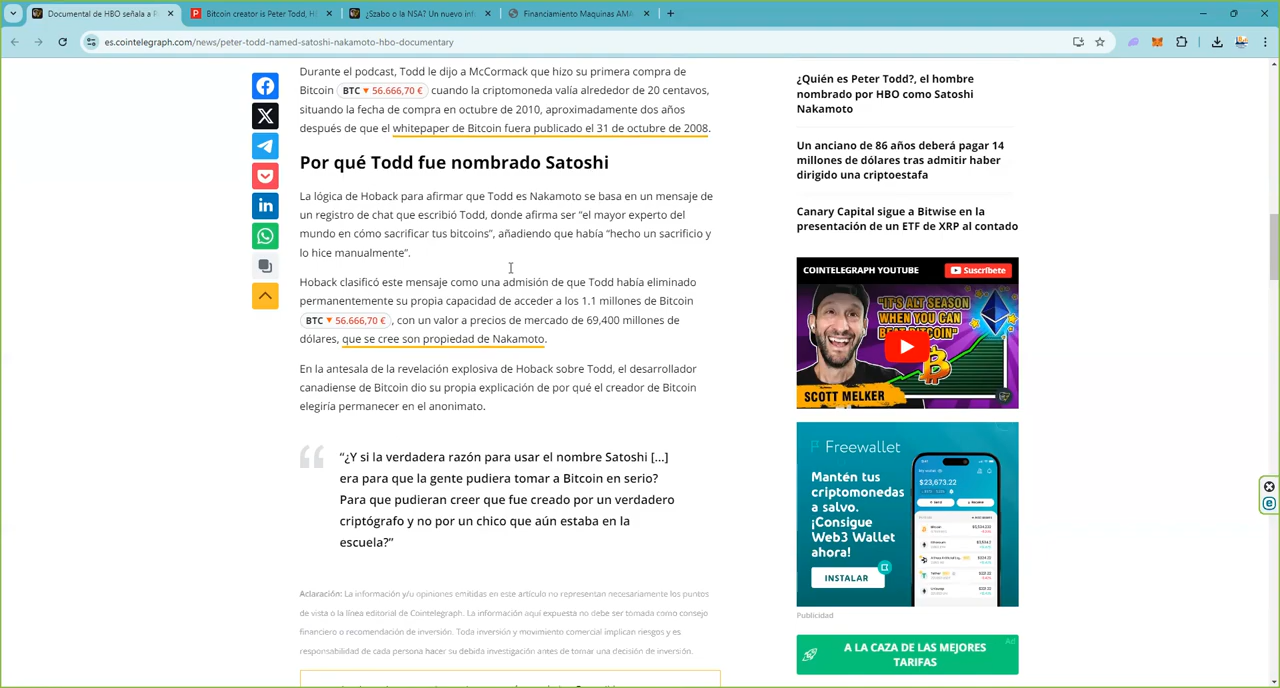 Documental de HBO señala a P
Bitcoin creator is Peter Todd, H
¿Szabo o la NSA? Un nuevo inf
Financiamiento Maquinas AMA
es.cointelegraph.com/news/peter-todd-named-satoshi-nakamoto-hbo-documentary
Durante el podcast, Todd le dijo a McCormack que hizo su primera compra de
Bitcoin BTC ▼ 56.666,70 € cuando la criptomoneda valía alrededor de 20 centavos,
situando la fecha de compra en octubre de 2010, aproximadamente dos años
después de que el whitepaper de Bitcoin fuera publicado el 31 de octubre de 2008.
Por qué Todd fue nombrado Satoshi
La lógica de Hoback para afirmar que Todd es Nakamoto se basa en un mensaje de
un registro de chat que escribió Todd, donde afirma ser “el mayor experto del
mundo en cómo sacrificar tus bitcoins”, añadiendo que había “hecho un sacrificio y
lo hice manualmente”.
Hoback clasificó este mensaje como una admisión de que Todd había eliminado
permanentemente su propia capacidad de acceder a los 1.1 millones de Bitcoin
BTC ▼ 56.666,70 € , con un valor a precios de mercado de 69,400 millones de
dólares, que se cree son propiedad de Nakamoto.
En la antesala de la revelación explosiva de Hoback sobre Todd, el desarrollador
canadiense de Bitcoin dio su propia explicación de por qué el creador de Bitcoin
elegiría permanecer en el anonimato.
“¿Y si la verdadera razón para usar el nombre Satoshi [...]
era para que la gente pudiera tomar a Bitcoin en serio?
Para que pudieran creer que fue creado por un verdadero
criptógrafo y no por un chico que aún estaba en la
escuela?”
Aclaración: La información y/u opiniones emitidas en este artículo no representan necesariamente los puntos
de vista o la línea editorial de Cointelegraph. La información aquí expuesta no debe ser tomada como consejo
financiero o recomendación de inversión. Toda inversión y movimiento comercial implican riesgos y es
responsabilidad de cada persona hacer su debida investigación antes de tomar una decisión de inversión.
¿Quién es Peter Todd?, el hombre
nombrado por HBO como Satoshi
Nakamoto
Un anciano de 86 años deberá pagar 14
millones de dólares tras admitir haber
dirigido una criptoestafa
Canary Capital sigue a Bitwise en la
presentación de un ETF de XRP al contado
COINTELEGRAPH YOUTUBE
Suscríbete
"IT'S ALT SEASON
WHEN YOU CAN
BEAT BITCOIN"
SCOTT MELKER
Freewallet
Mantén tus
criptomonedas
a salvo.
¡Consigue
Web3 Wallet
ahora!
INSTALAR
$23,673.22
Publicidad
Ad
A LA CAZA DE LAS MEJORES
TARIFAS